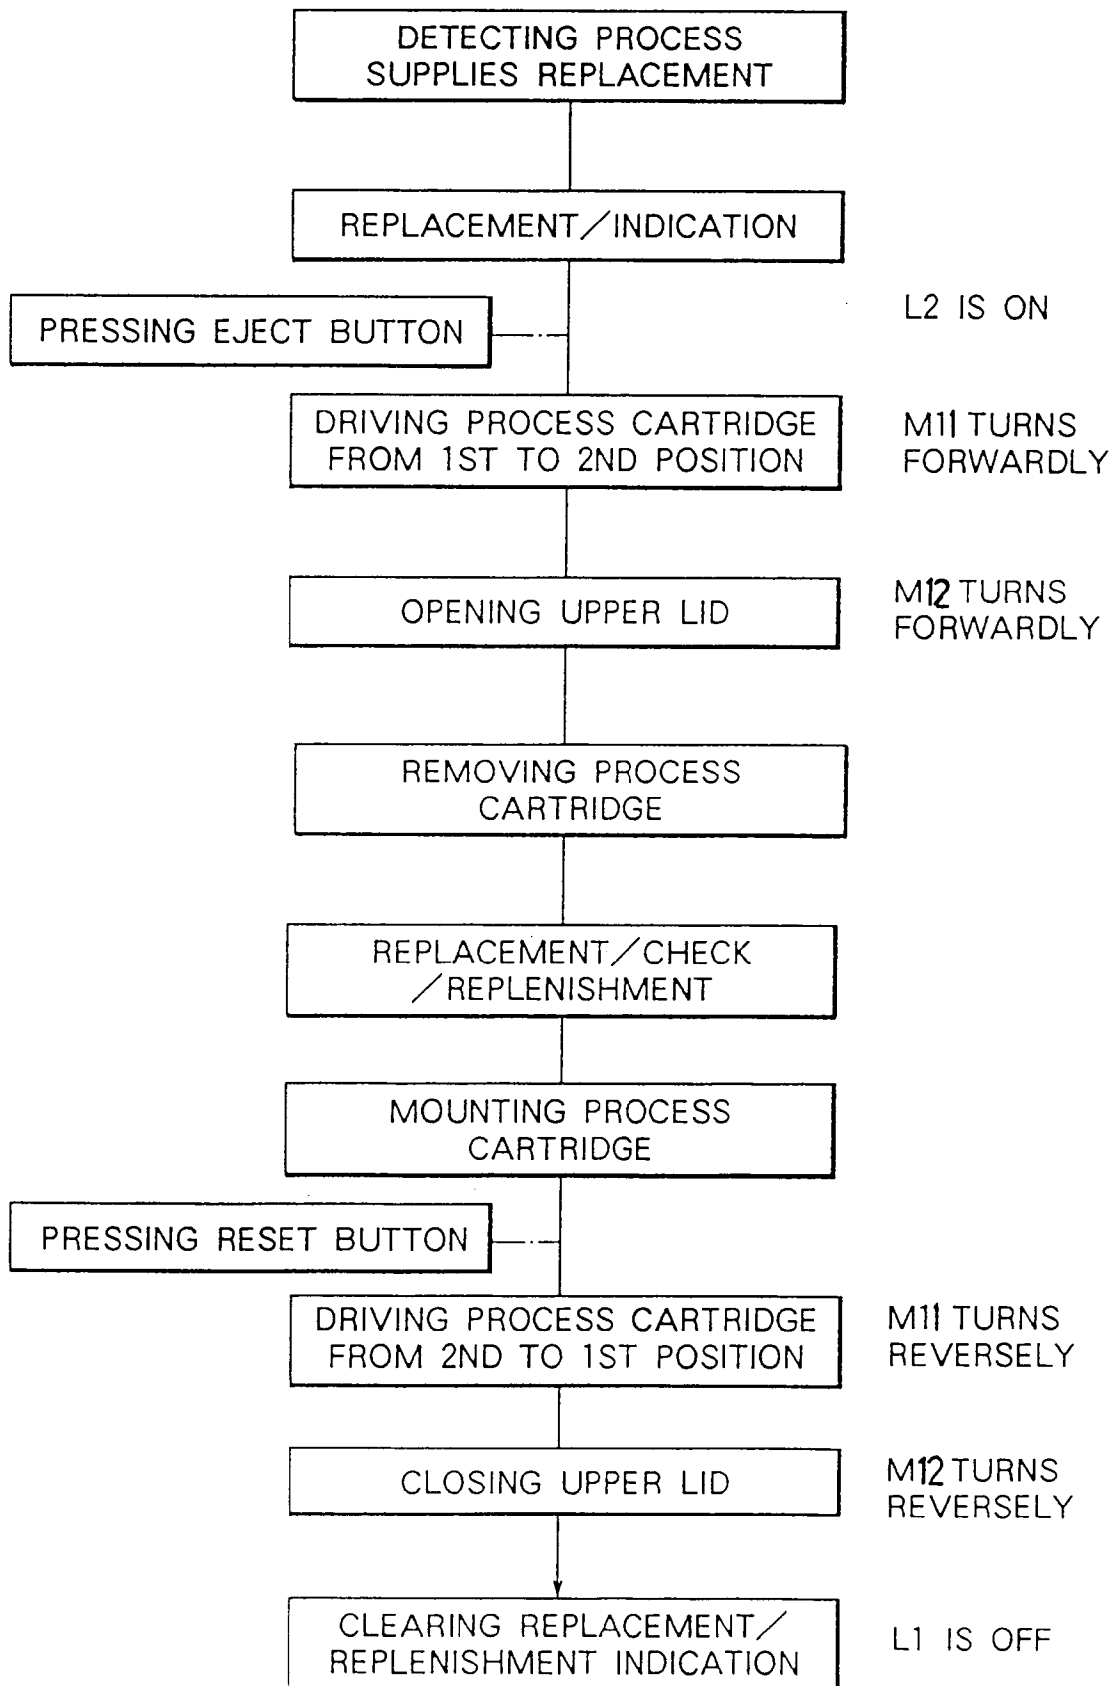 DETECTING PROCESS
SUPPLIES REPLACEMENT
REPLACEMENT/INDICATION
PRESSING EJECT BUTTON
L2 IS ON
DRIVING PROCESS CARTRIDGE
FROM 1ST TO 2ND POSITION
M11 TURNS
FORWARDLY
OPENING UPPER LID
M12 TURNS
FORWARDLY
REMOVING PROCESS
CARTRIDGE
REPLACEMENT/CHECK
/REPLENISHMENT
MOUNTING PROCESS
CARTRIDGE
PRESSING RESET BUTTON
DRIVING PROCESS CARTRIDGE
FROM 2ND TO 1ST POSITION
M11 TURNS
REVERSELY
CLOSING UPPER LID
M12 TURNS
REVERSELY
CLEARING REPLACEMENT/
REPLENISHMENT INDICATION
L1 IS OFF